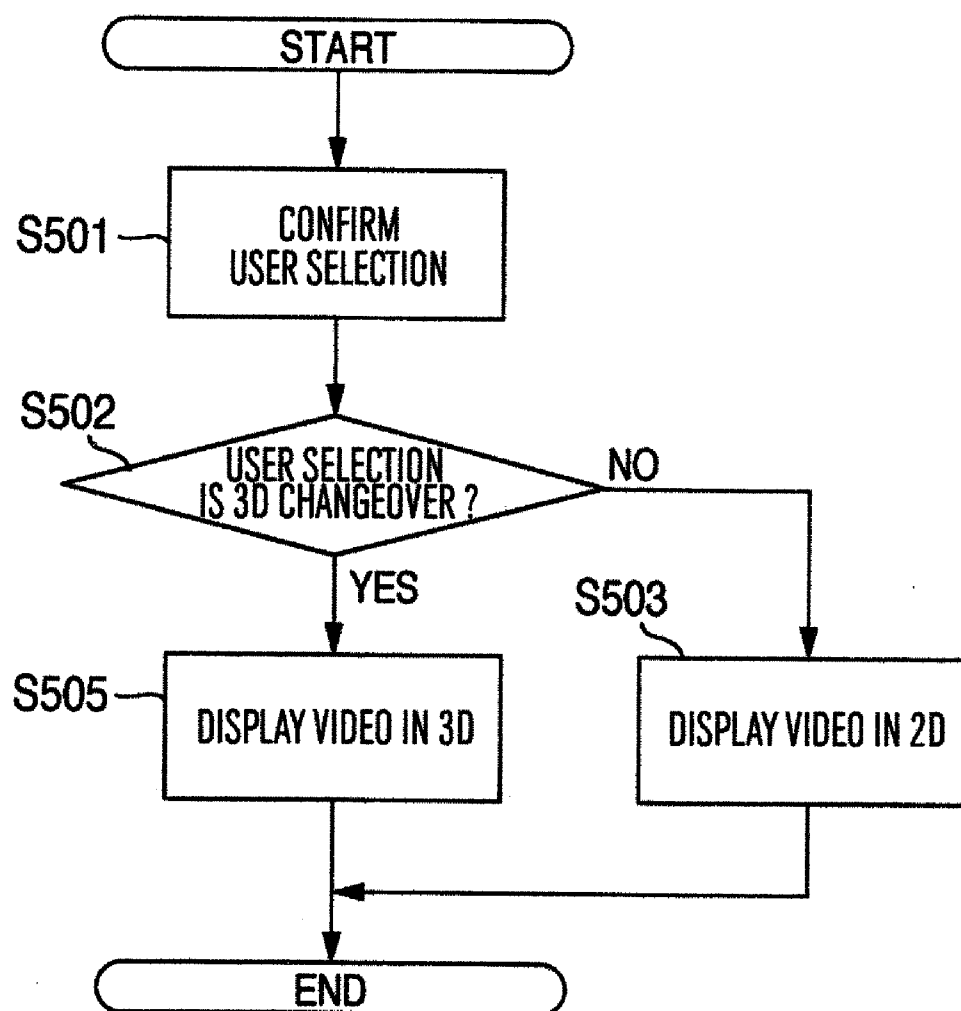 START
S501
CONFIRM
USER SELECTION
S502
USER SELECTION
IS 3D CHANGEOVER ?
NO
YES
S503
S505
DISPLAY VIDEO IN 3D
DISPLAY VIDEO IN 2D
END